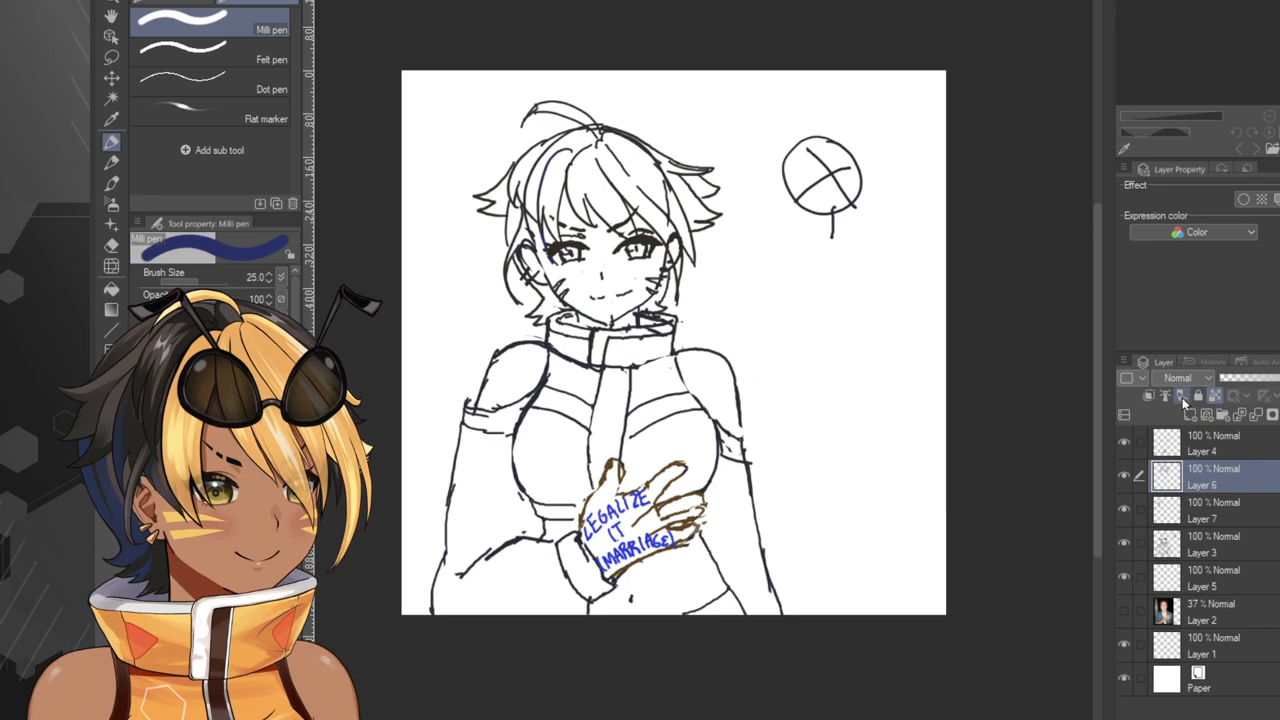 Milli pen
Felt pen
Dot pen
Flat marker
Add sub tool
Tool property: Milli pen
Milli pen
Brush Size
25.0
100
LEGALIZE
IT
(MARRIAGE)
Layer Property
Effect
Expression color
Color
Layer
History
Normal
100 % Normal
Layer 4
100 % Normal
Layer 6
100 % Normal
Layer 7
100 % Normal
Layer 3
100 % Normal
Layer 5
37 % Normal
Layer 2
100 % Normal
Layer 1
Paper